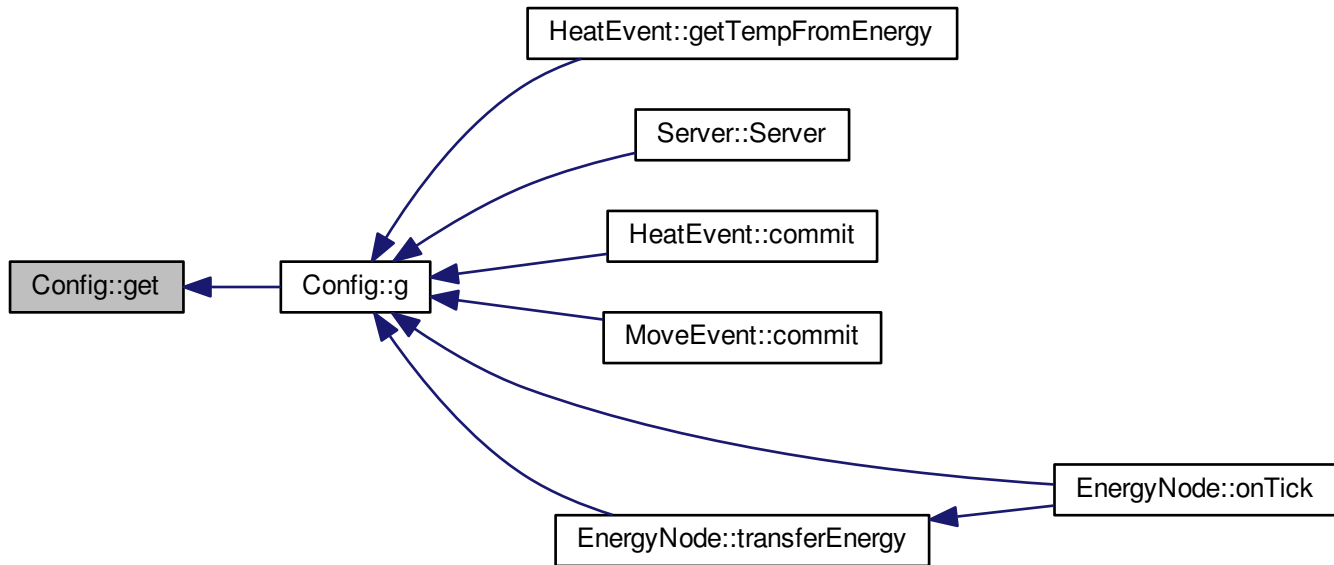 HeatEvent::getTempFromEnergy
Server::Server
HeatEvent::commit
Config::get
Config::g
MoveEvent::commit
EnergyNode::onTick
EnergyNode::transferEnergy